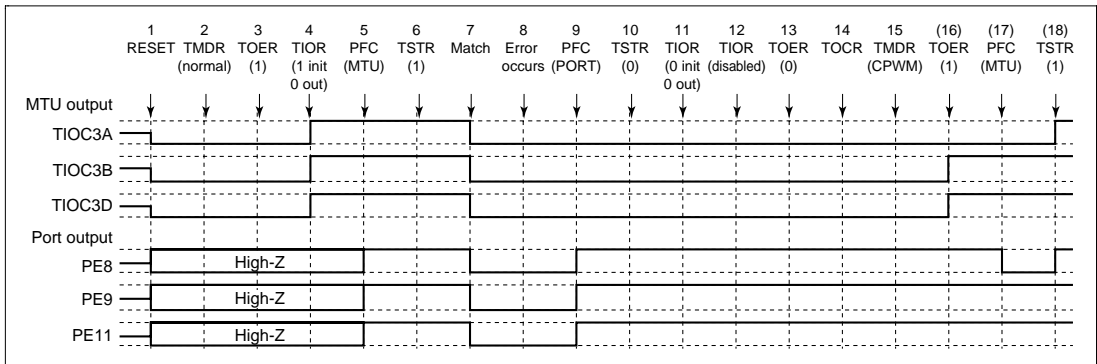 1 2 3 4 5 6 7 8 9 10 11 12 13 14 15 (16) (17) (18)
RESET TMDR TOER TIOR PFC TSTR Match Error PFC TSTR TIOR TIOR TOER TOCR TMDR TOER PFC TSTR
(normal) (1) (1 init (MTU) (1) occurs (PORT) (0) (0 init (disabled) (0) (CPWM) (1) (MTU) (1)
0 out) 0 out)
MTU output
TIOC3A
TIOC3B
TIOC3D
Port output
PE8 High-Z
PE9 High-Z
PE11 High-Z